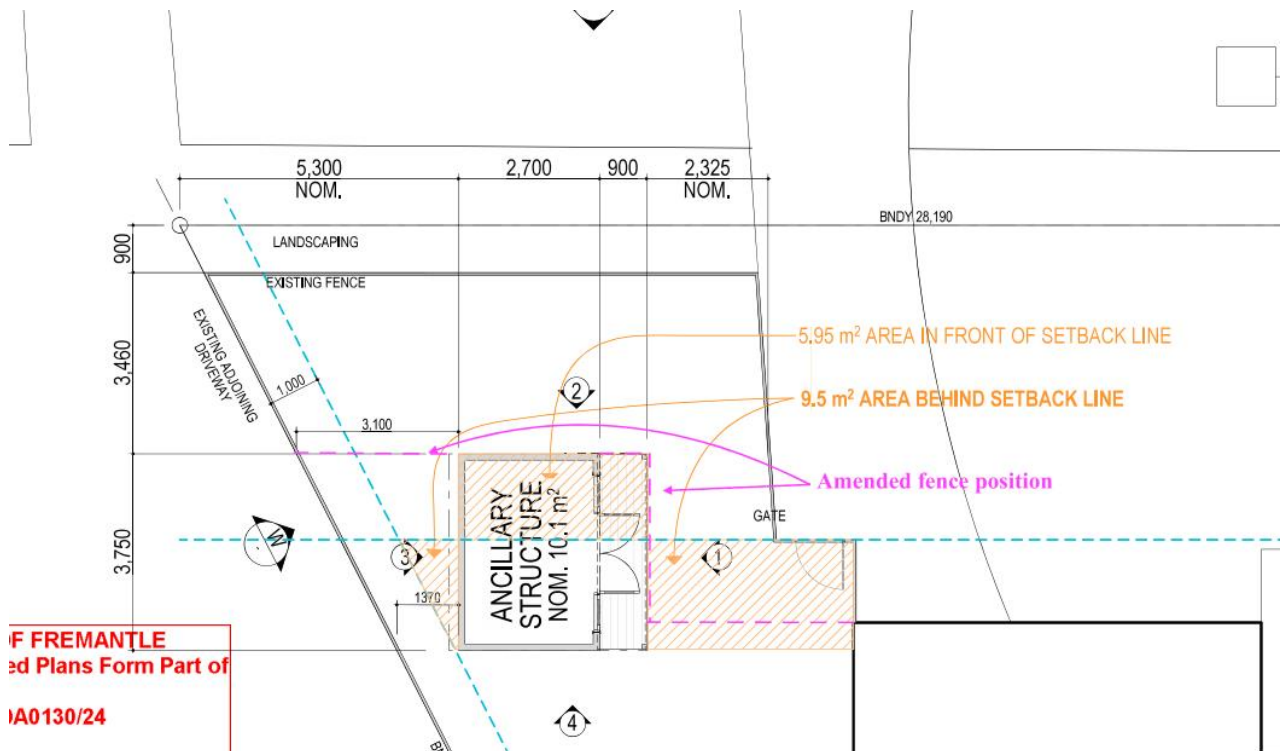 5,300
NOM.
2,700
900
2,325
NOM.
BNDY 28,190
900
LANDSCAPING
EXISTING FENCE
EXISTING ADJOINING
DRIVEWAY
5.95 m² AREA IN FRONT OF SETBACK LINE
3,460
1,000
2
9.5 m² AREA BEHIND SETBACK LINE
3,100
Amended fence position
ANCILLARY
STRUCTURE
NOM. 10.1 m²
GATE
W
3
1
3,750
1370
OF FREMANTLE
ed Plans Form Part of
DA0130/24
4